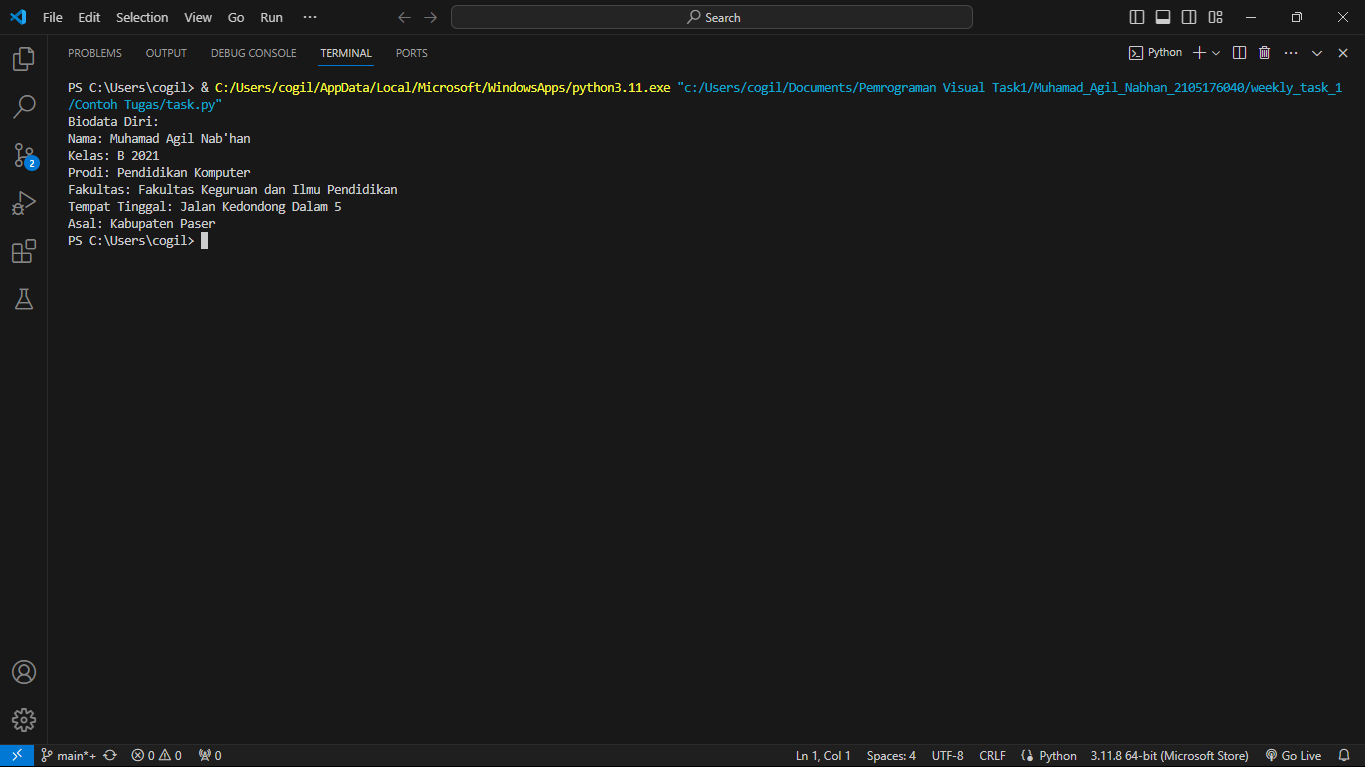 File Edit Selection View Go Run ··· Search
PROBLEMS OUTPUT DEBUG CONSOLE TERMINAL PORTS Python
PS C:\Users\cogil> & C:/Users/cogil/AppData/Local/Microsoft/WindowsApps/python3.11.exe "c:/Users/cogil/Documents/Pemrograman Visual Task1/Muhamad_Agil_Nabhan_2105176040/weekly_task_1
/Contoh Tugas/task.py"
Biodata Diri:
Nama: Muhamad Agil Nab'han
Kelas: B 2021
Prodi: Pendidikan Komputer
Fakultas: Fakultas Keguruan dan Ilmu Pendidikan
Tempat Tinggal: Jalan Kedondong Dalam 5
Asal: Kabupaten Paser
PS C:\Users\cogil>
2
main*+ 0 0 0 Ln 1, Col 1 Spaces: 4 UTF-8 CRLF Python 3.11.8 64-bit (Microsoft Store) Go Live